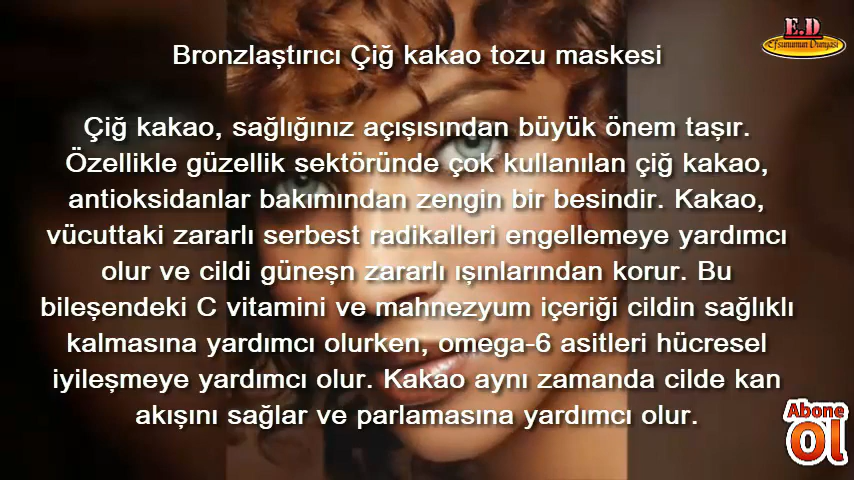 E.D
Efsununun Dünyası
Bronzlaştırıcı Çiğ kakao tozu maskesi
Çiğ kakao, sağlığınız açışısından büyük önem taşır.
Özellikle güzellik sektöründe çok kullanılan çiğ kakao,
antioksidanlar bakımından zengin bir besindir. Kakao,
vücuttaki zararlı serbest radikalleri engellemeye yardımcı
olur ve cildi güneşn zararlı ışınlarından korur. Bu
bileşendeki C vitamini ve mahnezyum içeriği cildin sağlıklı
kalmasına yardımcı olurken, omega-6 asitleri hücresel
iyileşmeye yardımcı olur. Kakao aynı zamanda cilde kan
akışını sağlar ve parlamasına yardımcı olur.
Abone
ol